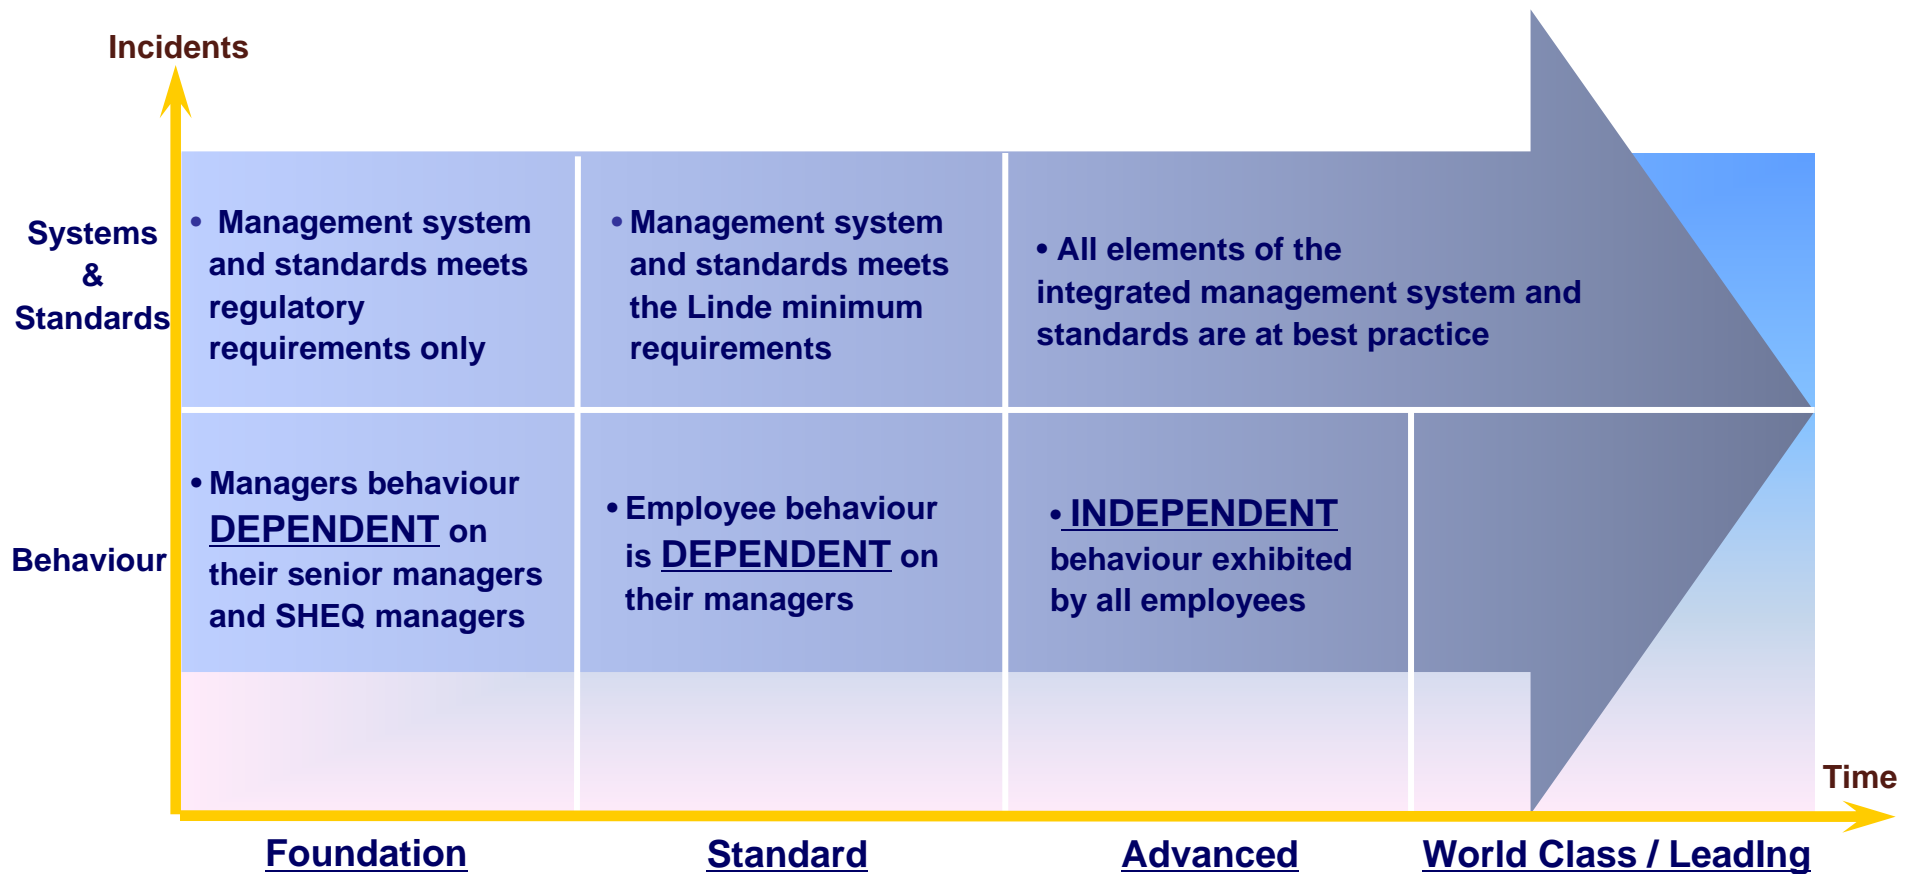 Incidents
Systems
&
Standards
• Management system
and standards meets
regulatory
requirements only
• Management system
and standards meets
the Linde minimum
requirements
• All elements of the
integrated management system and
standards are at best practice
Behaviour
• Managers behaviour
DEPENDENT on
their senior managers
and SHEQ managers
• Employee behaviour
is DEPENDENT on
their managers
• INDEPENDENT
behaviour exhibited
by all employees
Time
Foundation
Standard
Advanced
World Class / LeadIng